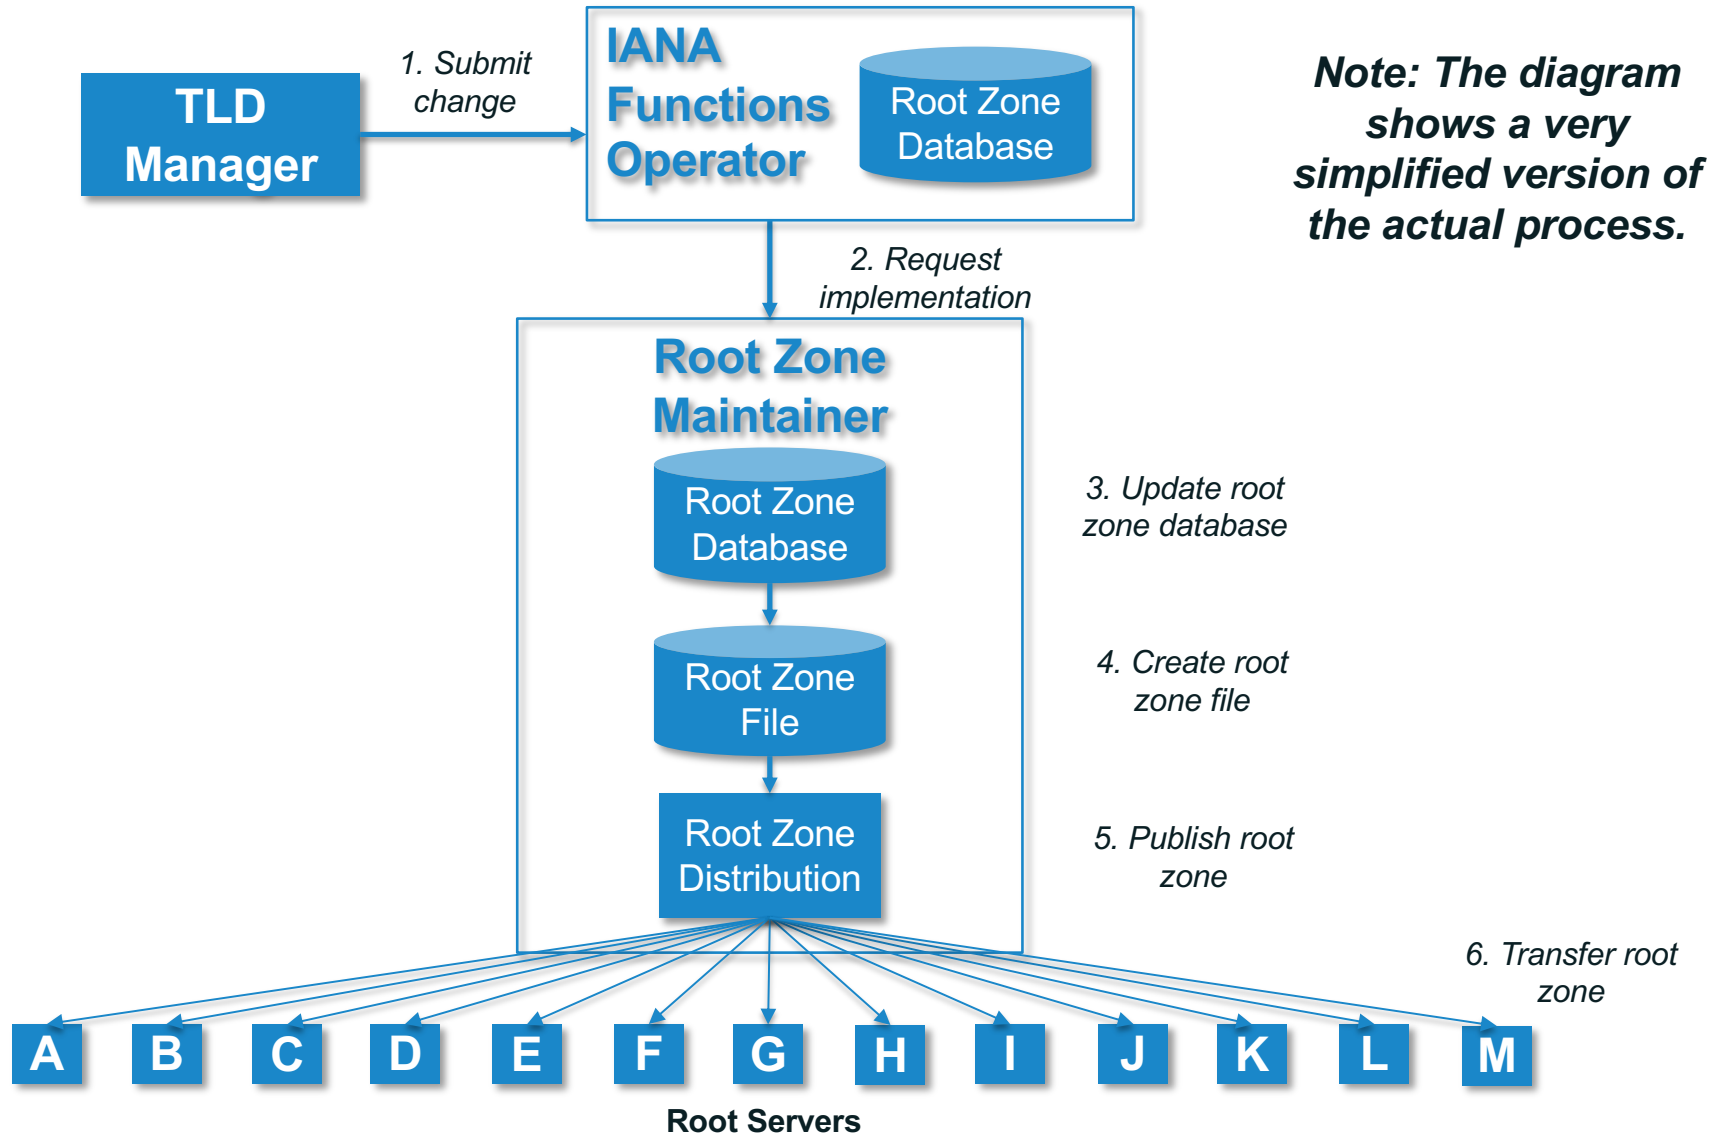 TLD
Manager
1. Submit
change
IANA
Functions
Operator
Root Zone
Database
Note: The diagram
shows a very
simplified version of
the actual process.
2. Request
implementation
Root Zone
Maintainer
Root Zone
Database
3. Update root
zone database
Root Zone
File
4. Create root
zone file
Root Zone
Distribution
5. Publish root
zone
6. Transfer root
zone
A B C D E F G H I J K L M
Root Servers